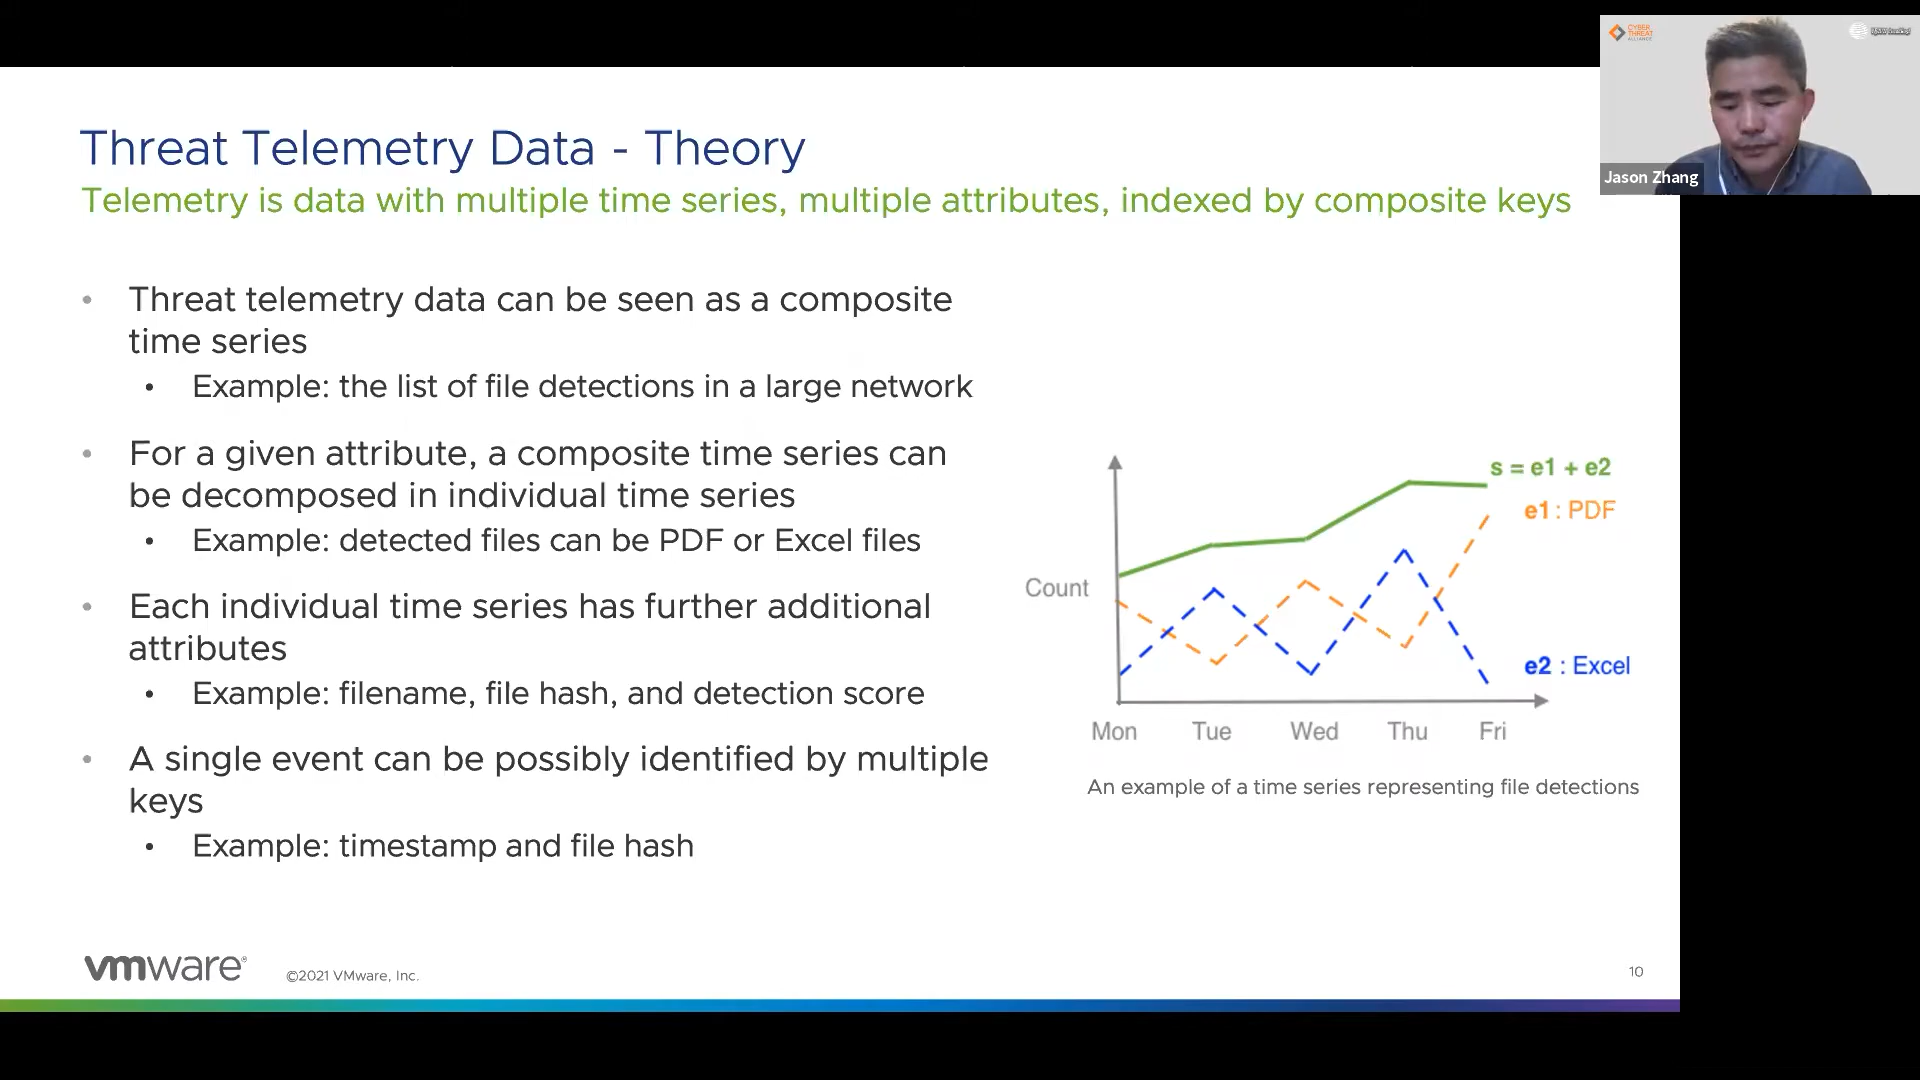 CYBER
THREAT
ALLIANCE
Jason Zhang
Threat Telemetry Data - Theory
Telemetry is data with multiple time series, multiple attributes, indexed by composite keys
• Threat telemetry data can be seen as a composite
time series
• Example: the list of file detections in a large network
• For a given attribute, a composite time series can
be decomposed in individual time series
• Example: detected files can be PDF or Excel files
• Each individual time series has further additional
attributes
• Example: filename, file hash, and detection score
• A single event can be possibly identified by multiple
keys
• Example: timestamp and file hash
s = e1 + e2
e1 : PDF
Count
e2 : Excel
Mon Tue Wed Thu Fri
An example of a time series representing file detections
vmware®
©2021 VMware, Inc.
10